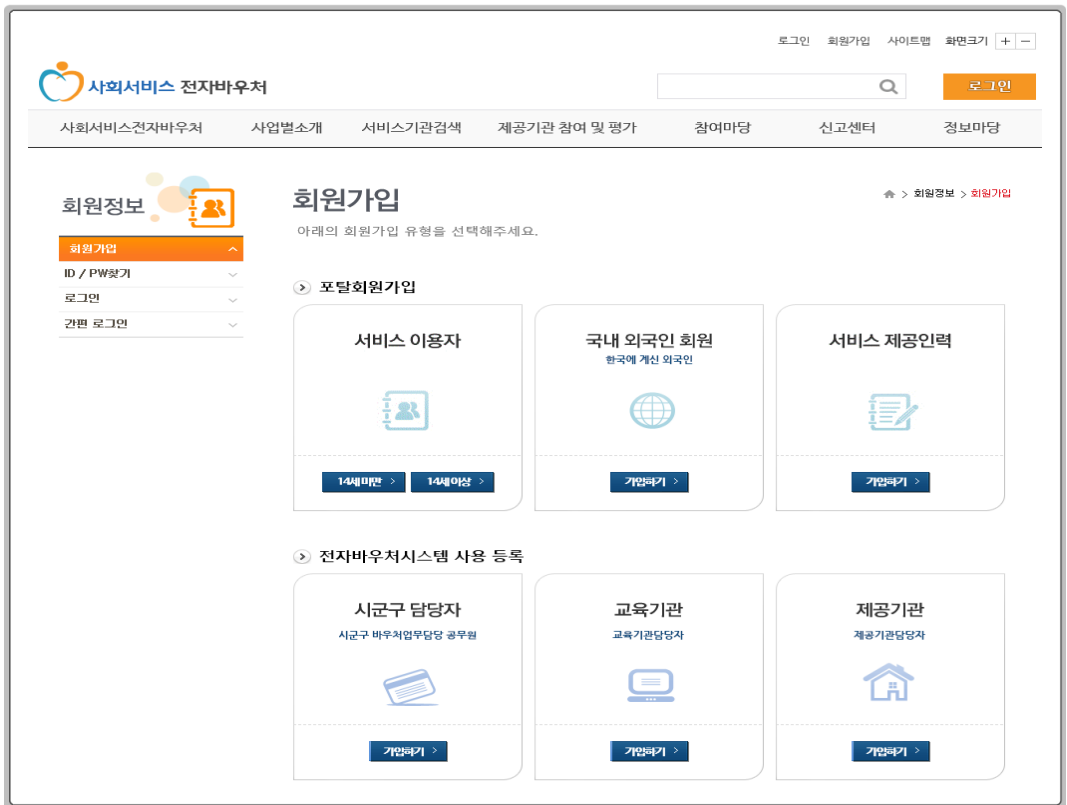 로그인 회원가입 사이트맵 화면크기 + -
사회서비스 전자바우처
로그인
사회서비스전자바우처 사업별소개 서비스기관검색 제공기관 참여 및 평가 참여마당 신고센터 정보마당
회원정보
회원가입
ID / PW찾기
로그인
간편 로그인
회원가입
> 회원정보 > 회원가입
아래의 회원가입 유형을 선택해주세요.
포탈회원가입
서비스 이용자
14세미만 >
14세이상 >
국내 외국인 회원
한국에 계신 외국인
가입하기 >
서비스 제공인력
가입하기 >
전자바우처시스템 사용 등록
시군구 담당자
시군구 바우처업무담당 공무원
가입하기 >
교육기관
교육기관담당자
가입하기 >
제공기관
제공기관담당자
가입하기 >